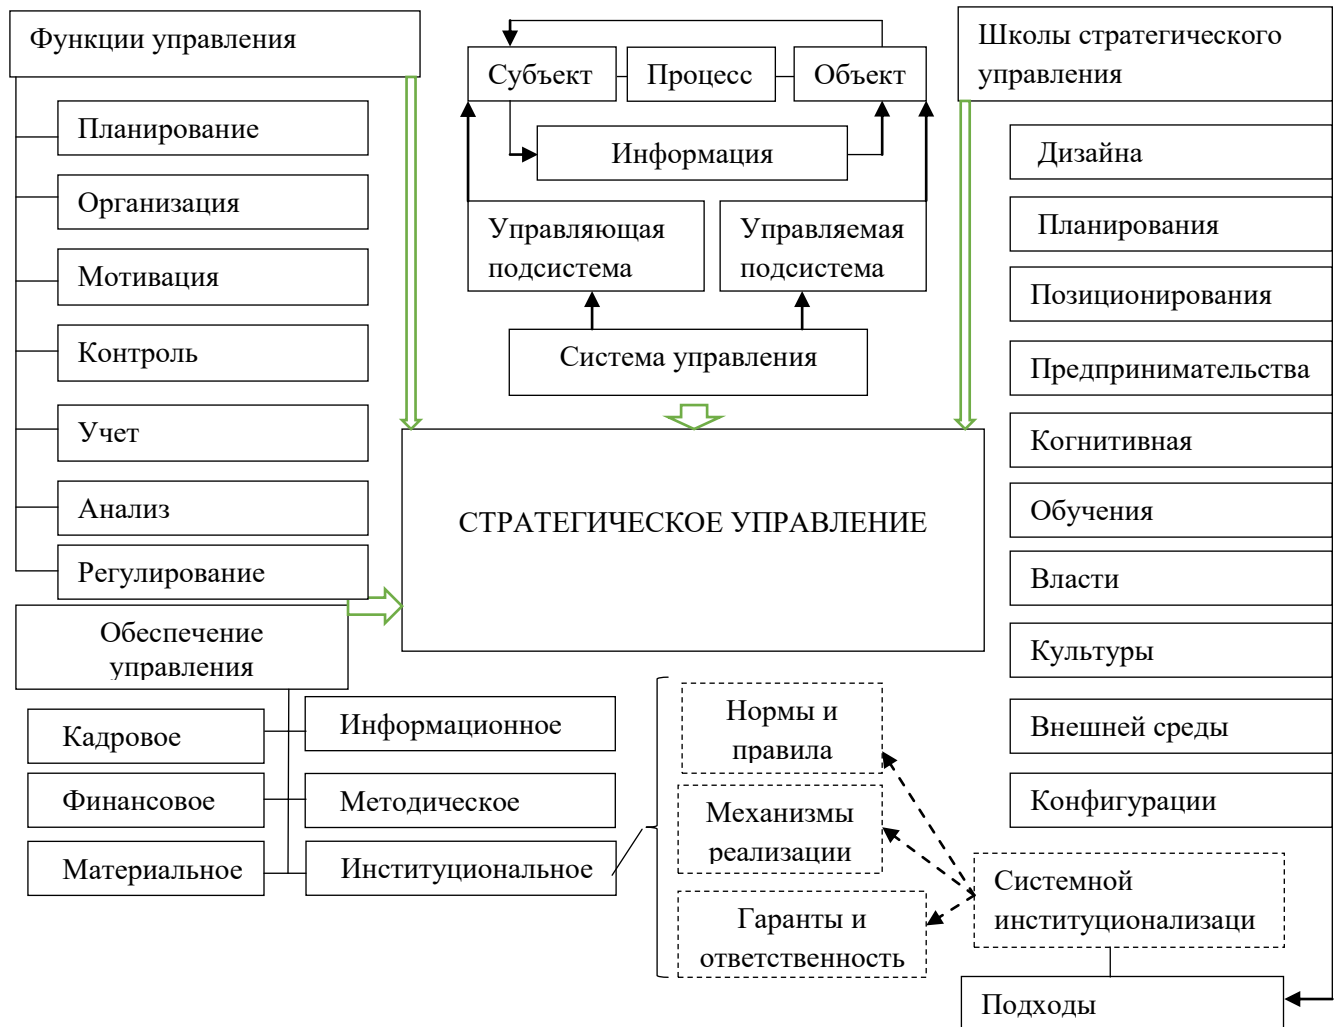 Функции управления
Планирование
Организация
Мотивация
Контроль
Учет
Анализ
Регулирование
Субъект
Процесс
Объект
Информация
Управляющая
подсистема
Управляемая
подсистема
Система управления
Школы стратегического
управления
Дизайна
Планирования
Позиционирования
Предпринимательства
Когнитивная
Обучения
Власти
Культуры
Внешней среды
Конфигурации
СТРАТЕГИЧЕСКОЕ УПРАВЛЕНИЕ
Обеспечение
управления
Кадровое
Финансовое
Материальное
Информационное
Методическое
Институциональное
Нормы и
правила
Механизмы
реализации
Гаранты и
ответственность
Системной
институционализаци
Подходы